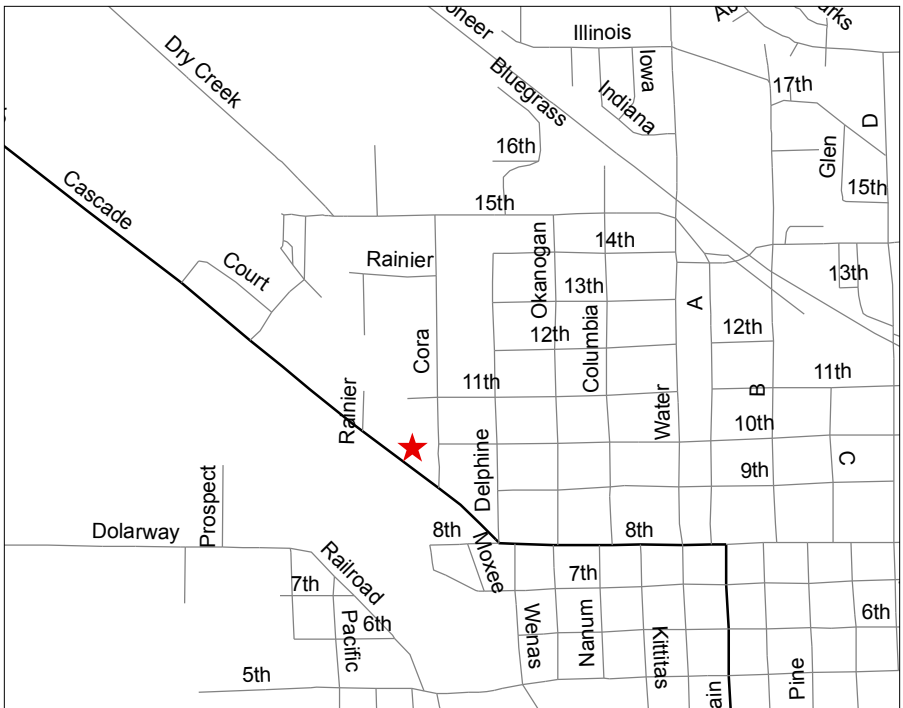 oneer
Illinois
Dry Creek
Bluegrass
Iowa
Indiana
17th
D
Glen
16th
15th
Cascade
15th
Okanogan
14th
Court
Rainier
13th
13th
A
Columbia
12th
12th
Cora
11th
11th
B
Rainier
Water
10th
Delphine
9th
C
Prospect
Dolarway
8th
8th
Moxee
Railroad
7th
7th
Pacific
6th
6th
Wenas
Nanum
Kittitas
5th
ain
Pine